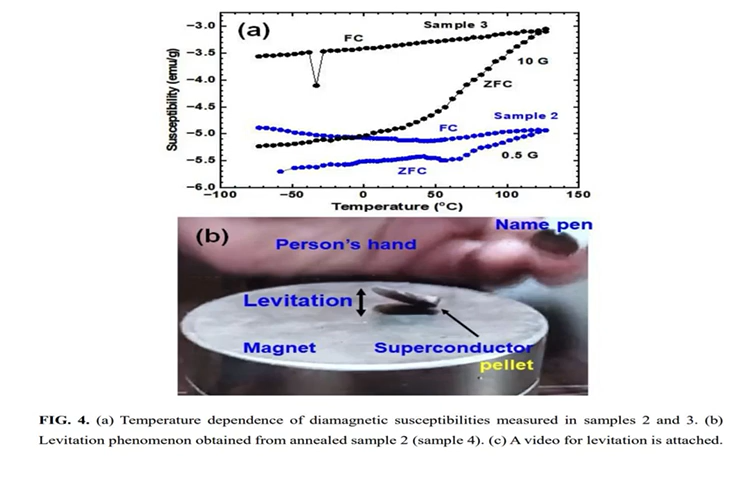 (a)
Sample 3
FC
10 G
ZFC
Sample 2
FC
0.5 G
ZFC
Susceptibility (emu/g)
−3.0
−3.5
−4.0
−4.5
−5.0
−5.5
−6.0
−100 −50 0 50 100 150
Temperature (°C)
(b)
Name pen
Person's hand
Levitation
Magnet
Superconductor
pellet
FIG. 4. (a) Temperature dependence of diamagnetic susceptibilities measured in samples 2 and 3. (b)
Levitation phenomenon obtained from annealed sample 2 (sample 4). (c) A video for levitation is attached.